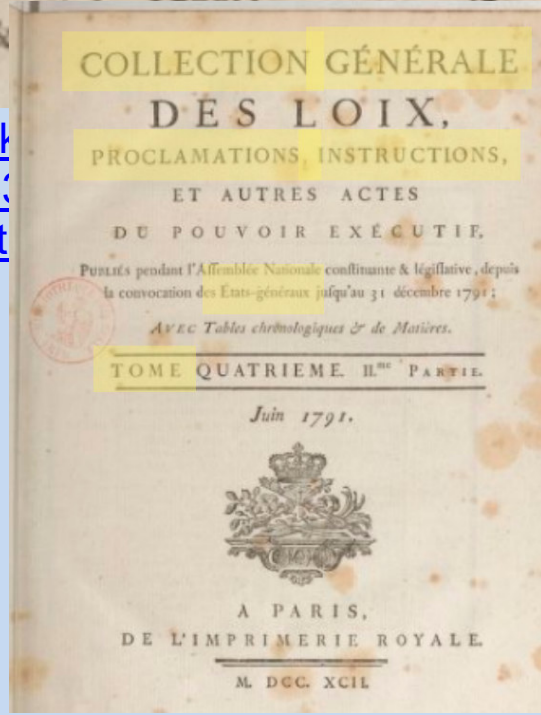 COLLECTION GÉNÉRALE
DES LOIX,
PROCLAMATIONS, INSTRUCTIONS,
ET AUTRES ACTES
DU POUVOIR EXÉCUTIF,
PUBLIÉS pendant l'Assemblée Nationale constituante & législative, depuis
la convocation des États-généraux jusqu'au 31 décembre 1791;
AVEC Tables chronologiques & de Matières.
TOME QUATRIEME. II.me PARTIE.
Juin 1791.
A PARIS,
DE L'IMPRIMERIE ROYALE.
M. DCC. XCII.